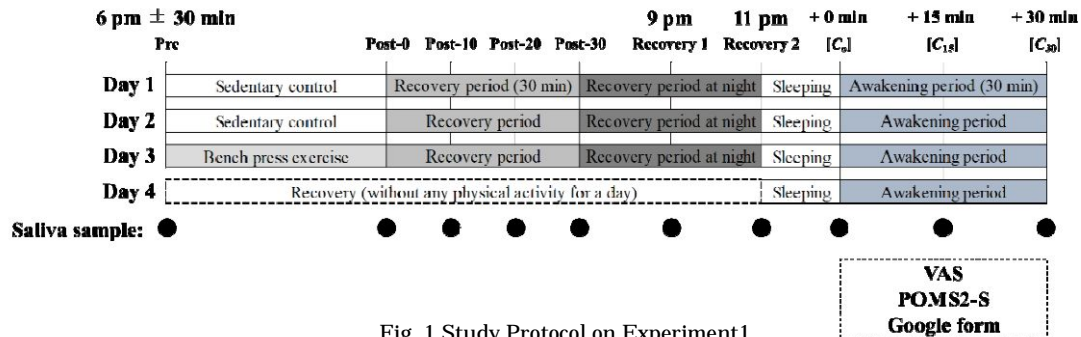 6 pm ± 30 min 9 pm 11 pm + 0 min + 15 min + 30 min
Pre Post-0 Post-10 Post-20 Post-30 Recovery 1 Recovery 2 [C₀] [C₁₅] [C₃₀]
Day 1 Sedentary control Recovery period (30 min) Recovery period at night Sleeping Awakening period (30 min)
Day 2 Sedentary control Recovery period Recovery period at night Sleeping Awakening period
Day 3 Bench press exercise Recovery period Recovery period at night Sleeping Awakening period
Day 4 Recovery (without any physical activity for a day) Sleeping Awakening period
Saliva sample:
VAS
POMS2-S
Google form
Fig. 1 Study Protocol on Experiment1